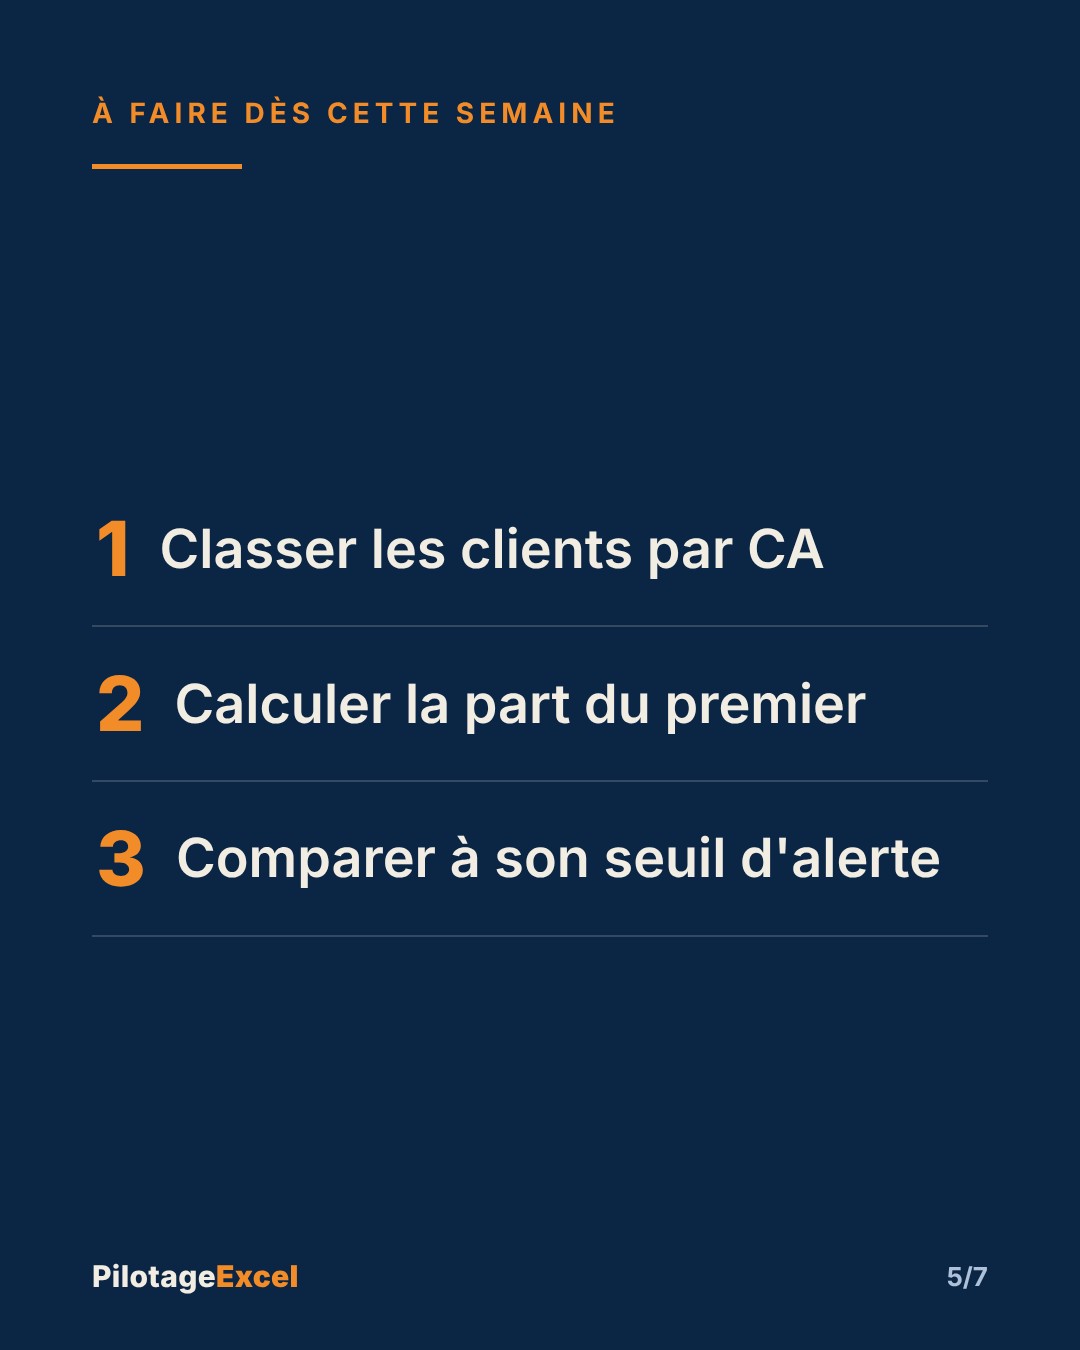 À FAIRE DÈS CETTE SEMAINE
1 Classer les clients par CA
2 Calculer la part du premier
3 Comparer à son seuil d'alerte
PilotageExcel
5/7